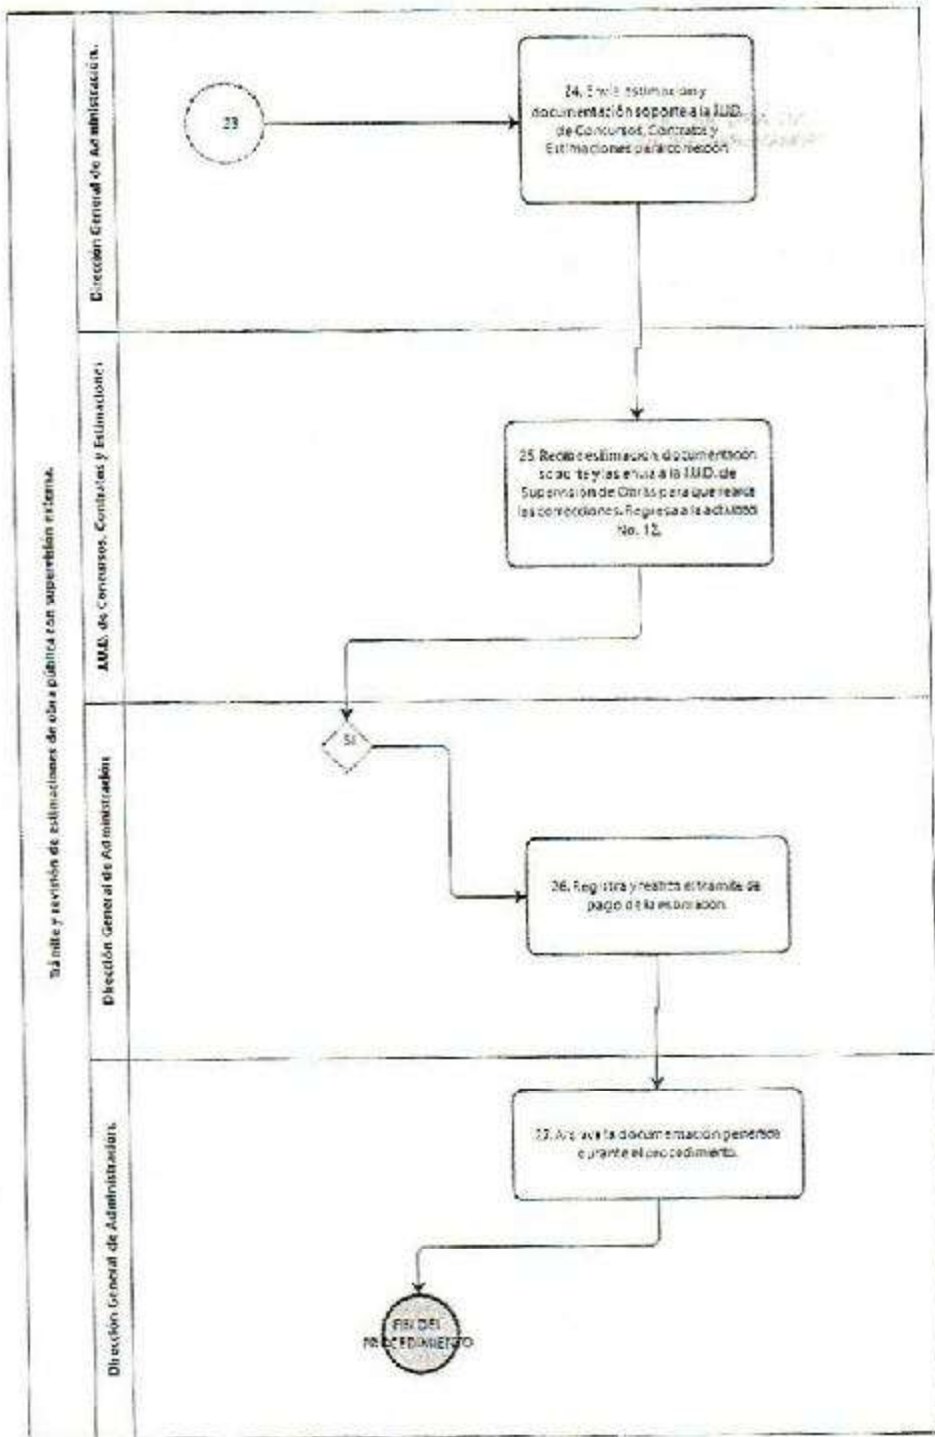 Trámite y revisión de estimaciones de obra pública con supervisión externa.
Dirección General de Administración.
23
24. Envía estimación y
documentación soporte a la J.U.D.
de Concursos, Contratos y
Estimaciones para corrección.
J.U.D. de Concursos, Contratos y Estimaciones
25. Recibe estimación, documentación
soporte y las envía a la J.U.D. de
Supervisión de Obras para que realice
las correcciones. Regresa a la actividad
No. 12.
Dirección General de Administración
SI
26. Registra y realiza el trámite de
pago de la estimación.
Dirección General de Administración.
27. Archiva la documentación generada
durante el procedimiento.
FIN DEL
PROCEDIMIENTO